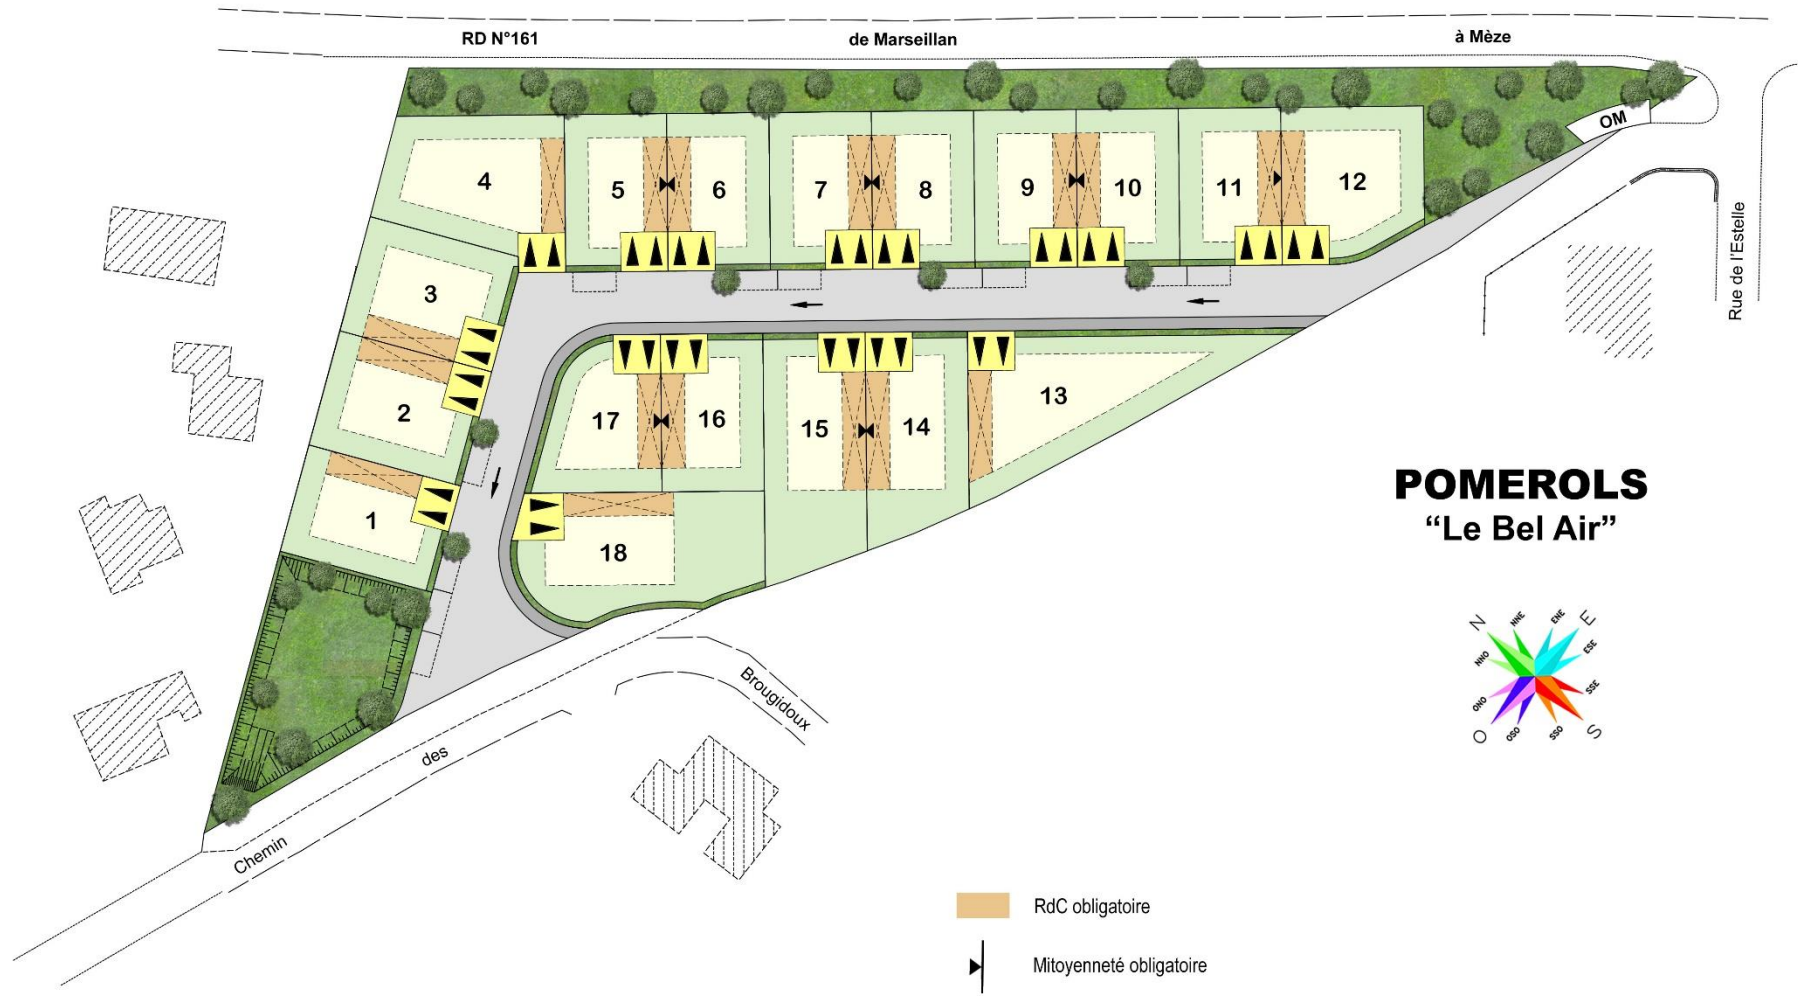 RD N°161
de Marseillan
à Mèze
OM
Rue de l'Estelle
4
5
6
7
8
9
10
11
12
3
2
1
17
16
15
14
13
18
POMEROLS
“Le Bel Air”
N
NNE
ENE
E
NNO
ESE
ONO
SSE
O
OSO
SSO
S
Chemin
des
Brougidoux
RdC obligatoire
Mitoyenneté obligatoire